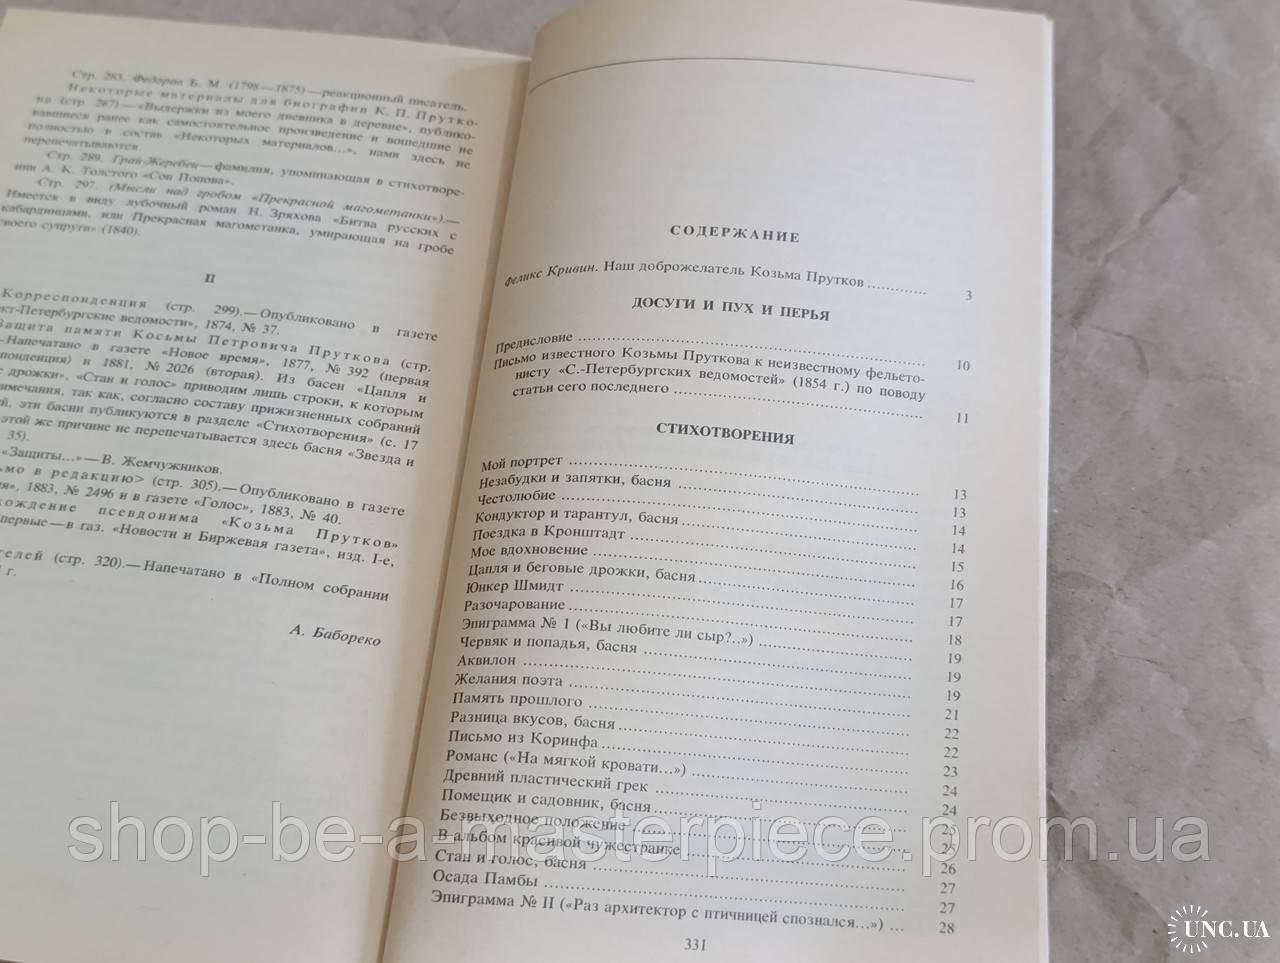 Стр. 283. Федоров Б. М. (1798—1875)—реакционный писатель.
Некоторые материалы для биографии К. П. Прутко-
ва (стр. 287)—«Выдержки из моего дневника в деревне», публико-
вавшиеся ранее как самостоятельное произведение и вошедшие не
полностью в состав «Некоторых материалов...», нами здесь не
перепечатываются.
Стр. 289. Грай-Жеребец—фамилия, упоминающая в стихотворе-
нии А. К. Толстого «Сон Попова».
Стр. 297. (Мысли над гробом «Прекрасной магометанки»).—
Имеется в виду лубочный роман Н. Зряхова «Битва русских с
кабардинцами, или Прекрасная магометанка, умирающая на гробе
своего супруга» (1840).
II
Корреспонденция (стр. 299).—Опубликовано в газете
кт-Петербургские ведомости», 1874, № 37.
Защита памяти Косьмы Петровича Пруткова (стр.
—Напечатано в газете «Новое время», 1877, № 392 (первая
понденция) и 1881, № 2026 (вторая). Из басен «Цапля и
е дрожки», «Стан и голос» приводим лишь строки, к которым
имечания, так как, согласно составу прижизненных собраний
й, эти басни публикуются в разделе «Стихотворения» (с. 17
этой же причине не перепечатывается здесь басня «Звезда и
35).
«Защиты...»—В. Жемчужников.
ьмо в редакцию> (стр. 305).—Опубликовано в газете
я», 1883, № 2496 и в газете «Голос», 1883, № 40.
хождение псевдонима «Козьма Прутков»
первые—в газ. «Новости и Биржевая газета», изд. I-е,
телей (стр. 320).—Напечатано в «Полном собрании
г.
А. Бабореко
СОДЕРЖАНИЕ
Феликс Кривин. Наш доброжелатель Козьма Прутков ............ 3
ДОСУГИ И ПУХ И ПЕРЬЯ
Предисловие ............ 10
Письмо известного Козьмы Пруткова к неизвестному фельето-
нисту «С.-Петербургских ведомостей» (1854 г.) по поводу
статьи сего последнего ............ 11
СТИХОТВОРЕНИЯ
Мой портрет ............ 13
Незабудки и запятки, басня ............ 13
Честолюбие ............ 14
Кондуктор и тарантул, басня ............ 14
Поездка в Кронштадт ............ 15
Мое вдохновение ............ 16
Цапля и беговые дрожки, басня ............ 17
Юнкер Шмидт ............ 17
Разочарование ............ 18
Эпиграмма № 1 («Вы любите ли сыр?..») ............ 19
Червяк и попадья, басня ............ 19
Аквилон ............ 19
Желания поэта ............ 21
Память прошлого ............ 22
Разница вкусов, басня ............ 22
Письмо из Коринфа ............ 23
Романс («На мягкой кровати...») ............ 24
Древний пластический грек ............ 24
Помещик и садовник, басня ............ 25
Безвыходное положение ............ 25
В альбом красивой чужестранке ............ 26
Стан и голос, басня ............ 27
Осада Памбы ............ 27
Эпиграмма № II («Раз архитектор с птичницей спознался...») ... 28
331
shop-be-a-masterpiece.prom.ua
UNC.UA